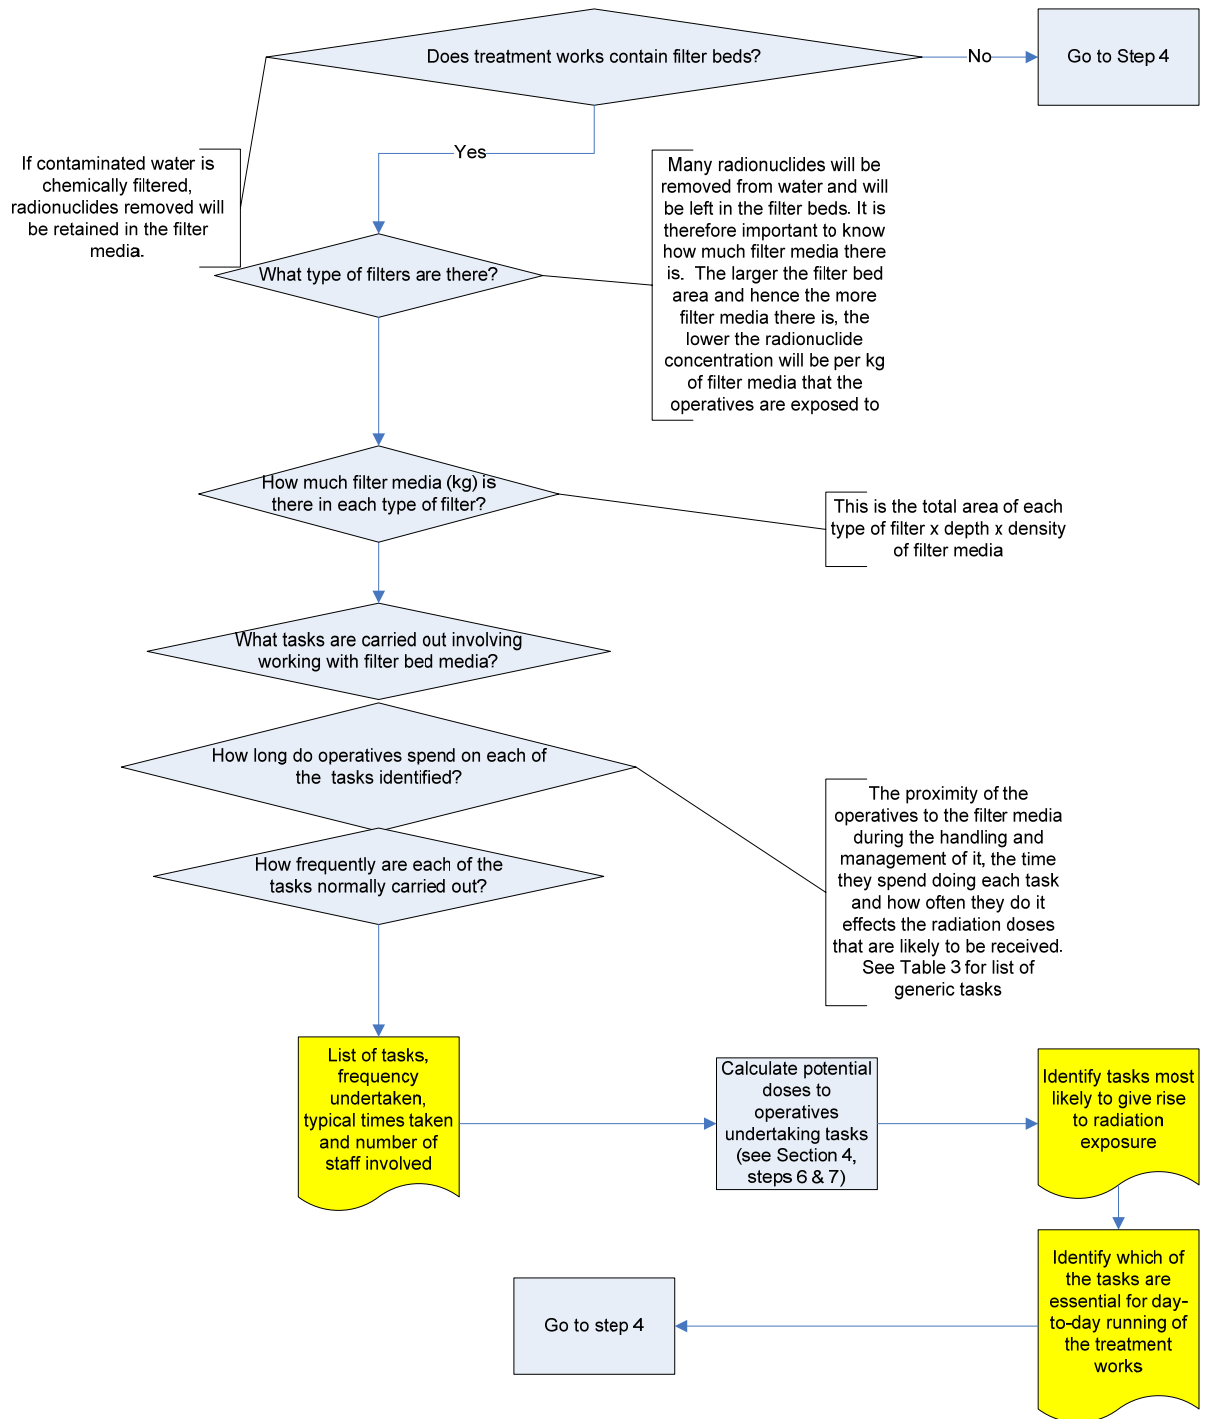 Does treatment works contain filter beds?
No
Go to Step 4
Yes
If contaminated water is
chemically filtered,
radionuclides removed will
be retained in the filter
media.
Many radionuclides will be
removed from water and will
be left in the filter beds. It is
therefore important to know
how much filter media there
is.  The larger the filter bed
area and hence the more
filter media there is, the
lower the radionuclide
concentration will be per kg
of filter media that the
operatives are exposed to
What type of filters are there?
How much filter media (kg) is
there in each type of filter?
This is the total area of each
type of filter x depth x density
of filter media
What tasks are carried out involving
working with filter bed media?
How long do operatives spend on each of
the  tasks identified?
The proximity of the
operatives to the filter media
during the handling and
management of it, the time
they spend doing each task
and how often they do it
effects the radiation doses
that are likely to be received.
See Table 3 for list of
generic tasks
How frequently are each of the
tasks normally carried out?
List of tasks,
frequency
undertaken,
typical times taken
and number of
staff involved
Calculate potential
doses to
operatives
undertaking tasks
(see Section 4,
steps 6 & 7)
Identify tasks most
likely to give rise
to radiation
exposure
Identify which of
the tasks are
essential for day-
to-day running of
the treatment
works
Go to step 4